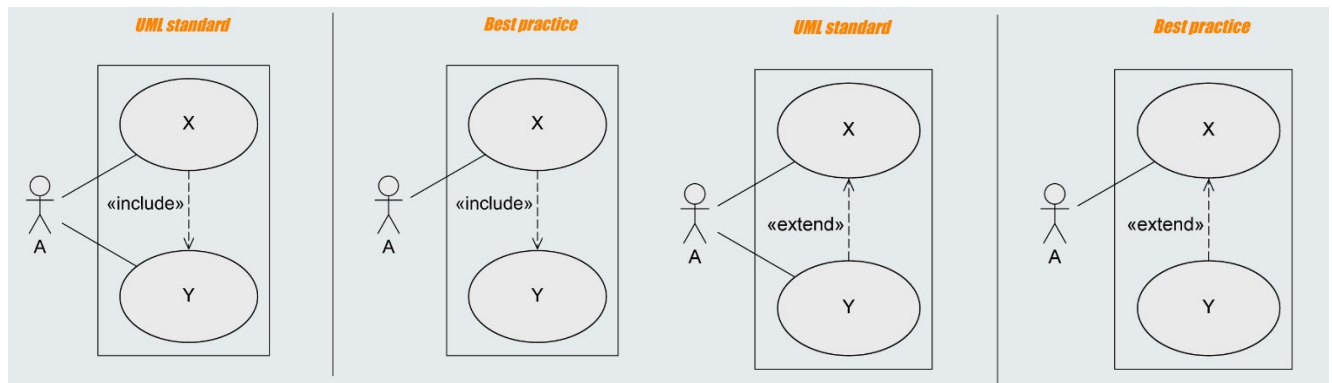 UML standard
Best practice
UML standard
Best practice
X
X
X
X
«include»
«include»
«extend»
«extend»
A
A
A
A
Y
Y
Y
Y